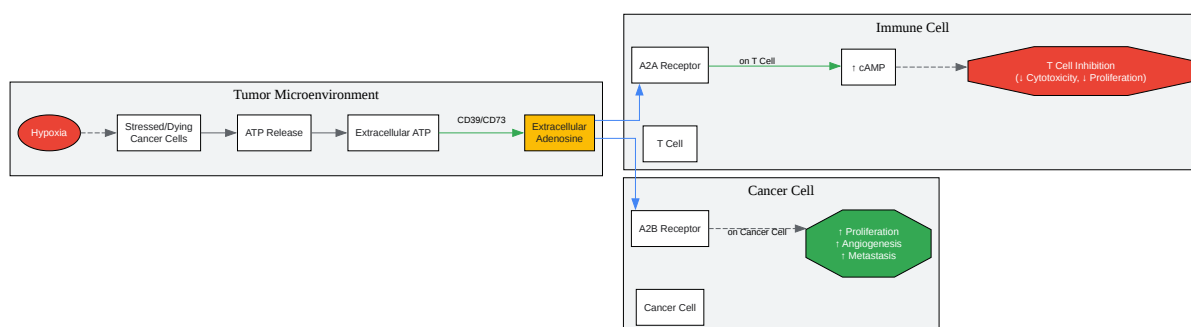 Tumor Microenvironment
Hypoxia
Stressed/Dying
Cancer Cells
ATP Release
Extracellular ATP
CD39/CD73
Extracellular
Adenosine
Immune Cell
A2A Receptor
on T Cell
↑ cAMP
T Cell Inhibition
(↓ Cytotoxicity, ↓ Proliferation)
T Cell
Cancer Cell
A2B Receptor
on Cancer Cell
↑ Proliferation
↑ Angiogenesis
↑ Metastasis
Cancer Cell